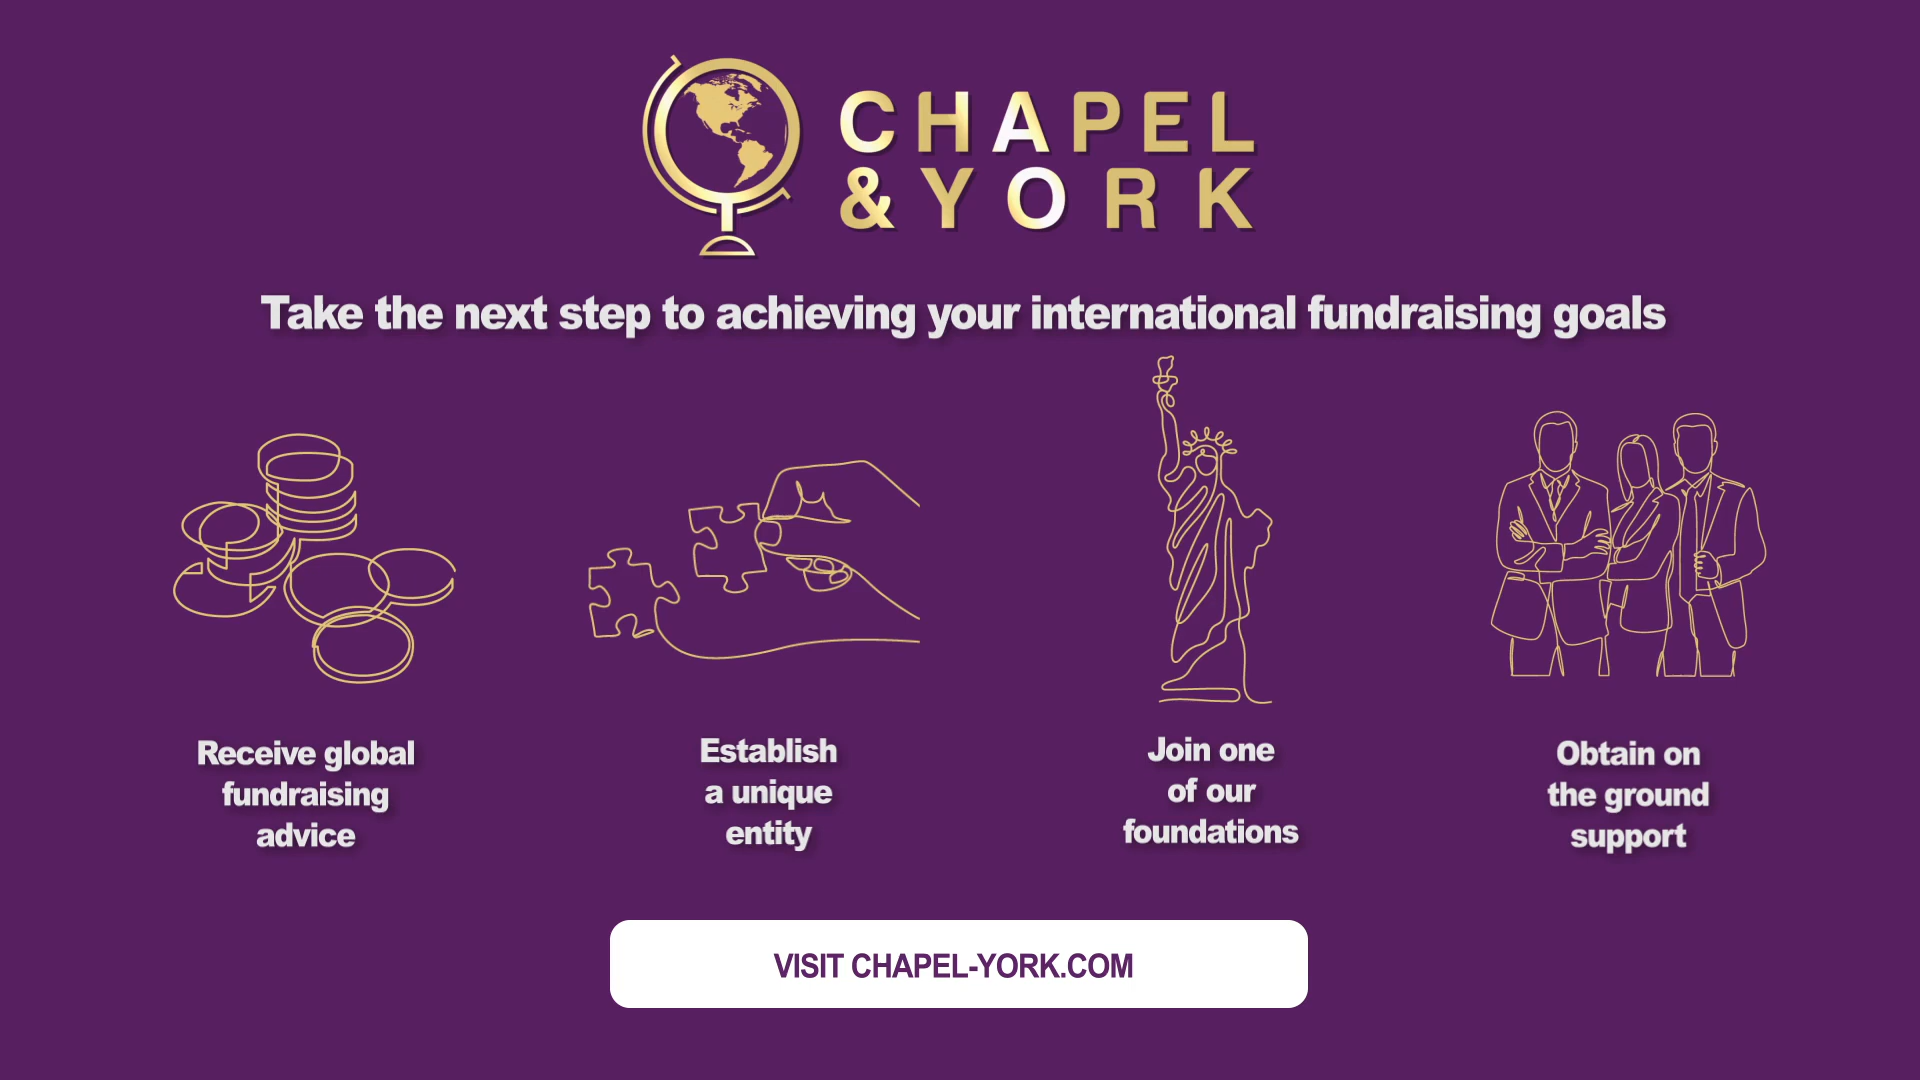 CHAPEL
& YORK
Take the next step to achieving your international fundraising goals
Receive global
fundraising
advice
Establish
a unique
entity
Join one
of our
foundations
Obtain on
the ground
support
VISIT CHAPEL-YORK.COM